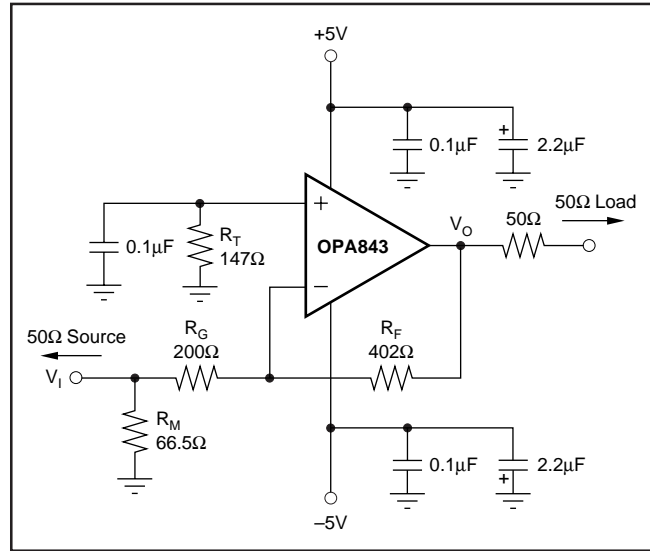 +5V
+
0.1μF
2.2μF
50Ω Load
+
OPA843
–
V_O
50Ω
0.1μF
R_T
147Ω
50Ω Source
V_I
R_G
200Ω
R_F
402Ω
R_M
66.5Ω
0.1μF
2.2μF
+
–5V